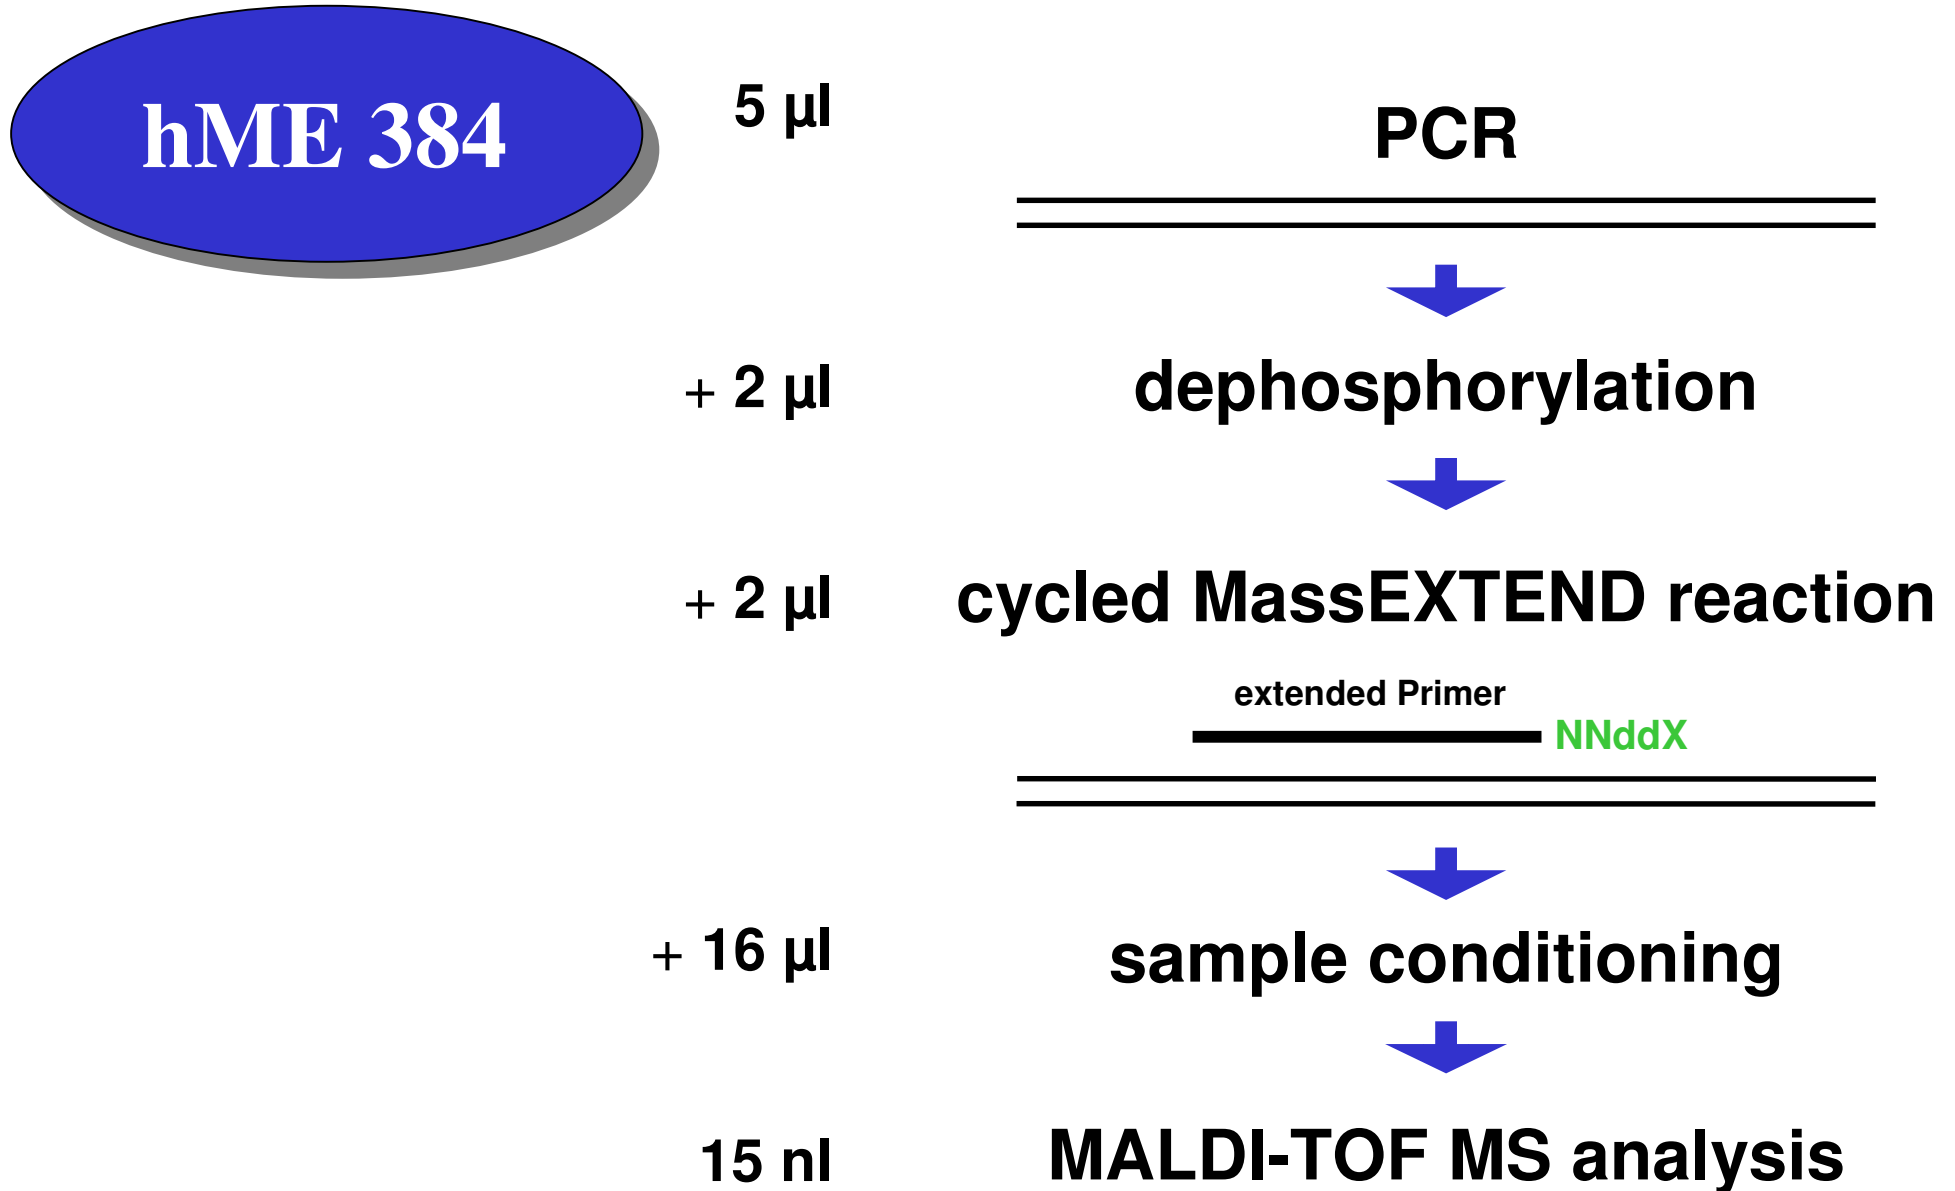 hME 384
5 µl PCR
+ 2 µl dephosphorylation
+ 2 µl cycled MassEXTEND reaction
extended Primer
NNddX
+ 16 µl sample conditioning
15 nl MALDI-TOF MS analysis